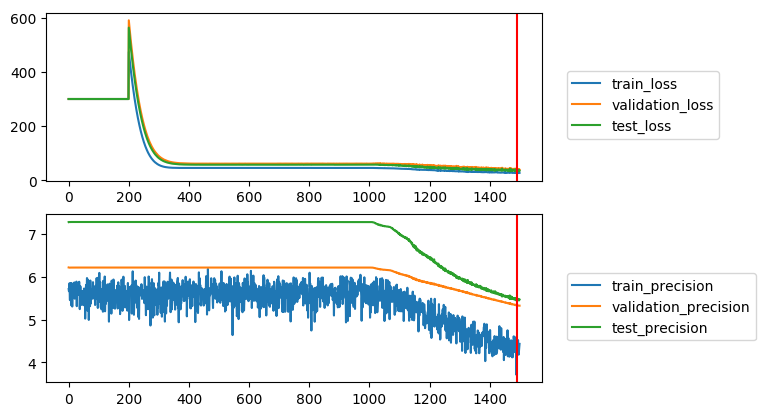 600
400
200
0
0 200 400 600 800 1000 1200 1400
train_loss
validation_loss
test_loss
7
6
5
4
0 200 400 600 800 1000 1200 1400
train_precision
validation_precision
test_precision